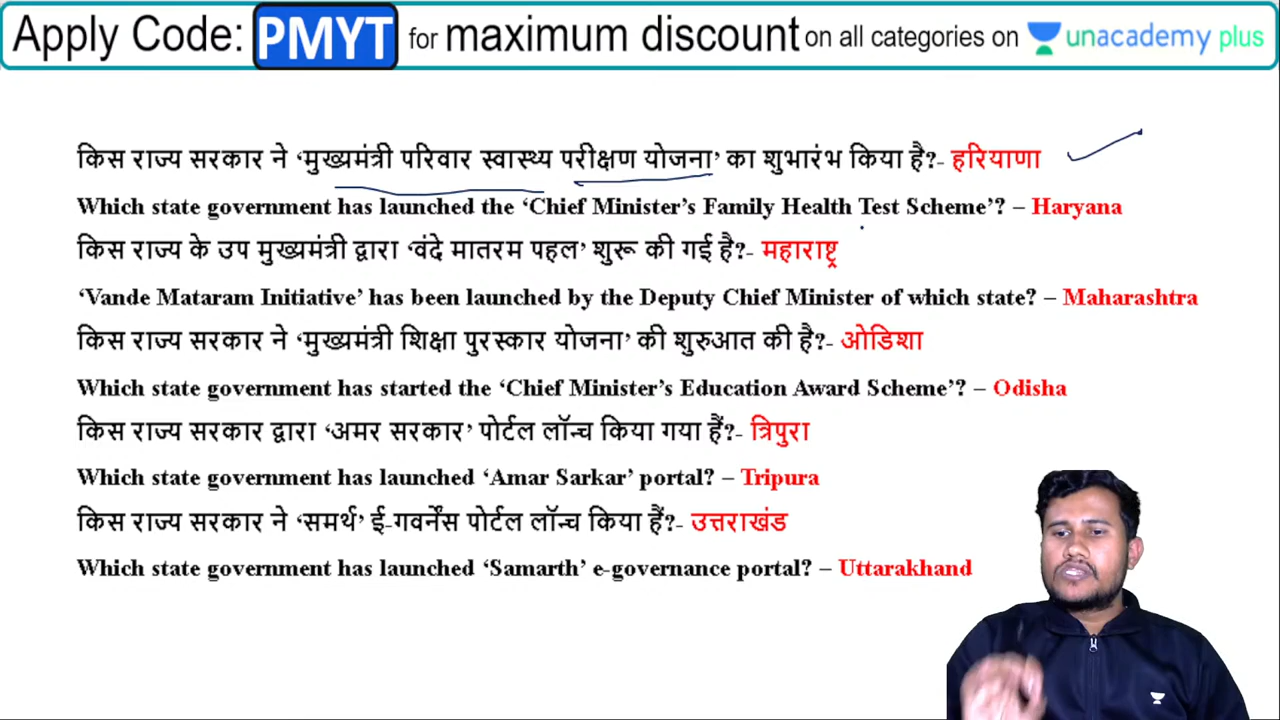 Apply Code: PMYT for maximum discount on all categories on unacademy plus
किस राज्य सरकार ने ‘मुख्यमंत्री परिवार स्वास्थ्य परीक्षण योजना’ का शुभारंभ किया है?- हरियाणा
Which state government has launched the ‘Chief Minister’s Family Health Test Scheme’? – Haryana
किस राज्य के उप मुख्यमंत्री द्वारा ‘वंदे मातरम पहल’ शुरू की गई है?- महाराष्ट्र
‘Vande Mataram Initiative’ has been launched by the Deputy Chief Minister of which state? – Maharashtra
किस राज्य सरकार ने ‘मुख्यमंत्री शिक्षा पुरस्कार योजना’ की शुरुआत की है?- ओडिशा
Which state government has started the ‘Chief Minister’s Education Award Scheme’? – Odisha
किस राज्य सरकार द्वारा ‘अमर सरकार’ पोर्टल लॉन्च किया गया हैं?- त्रिपुरा
Which state government has launched ‘Amar Sarkar’ portal? – Tripura
किस राज्य सरकार ने ‘समर्थ’ ई-गवर्नेंस पोर्टल लॉन्च किया हैं?- उत्तराखंड
Which state government has launched ‘Samarth’ e-governance portal? – Uttarakhand